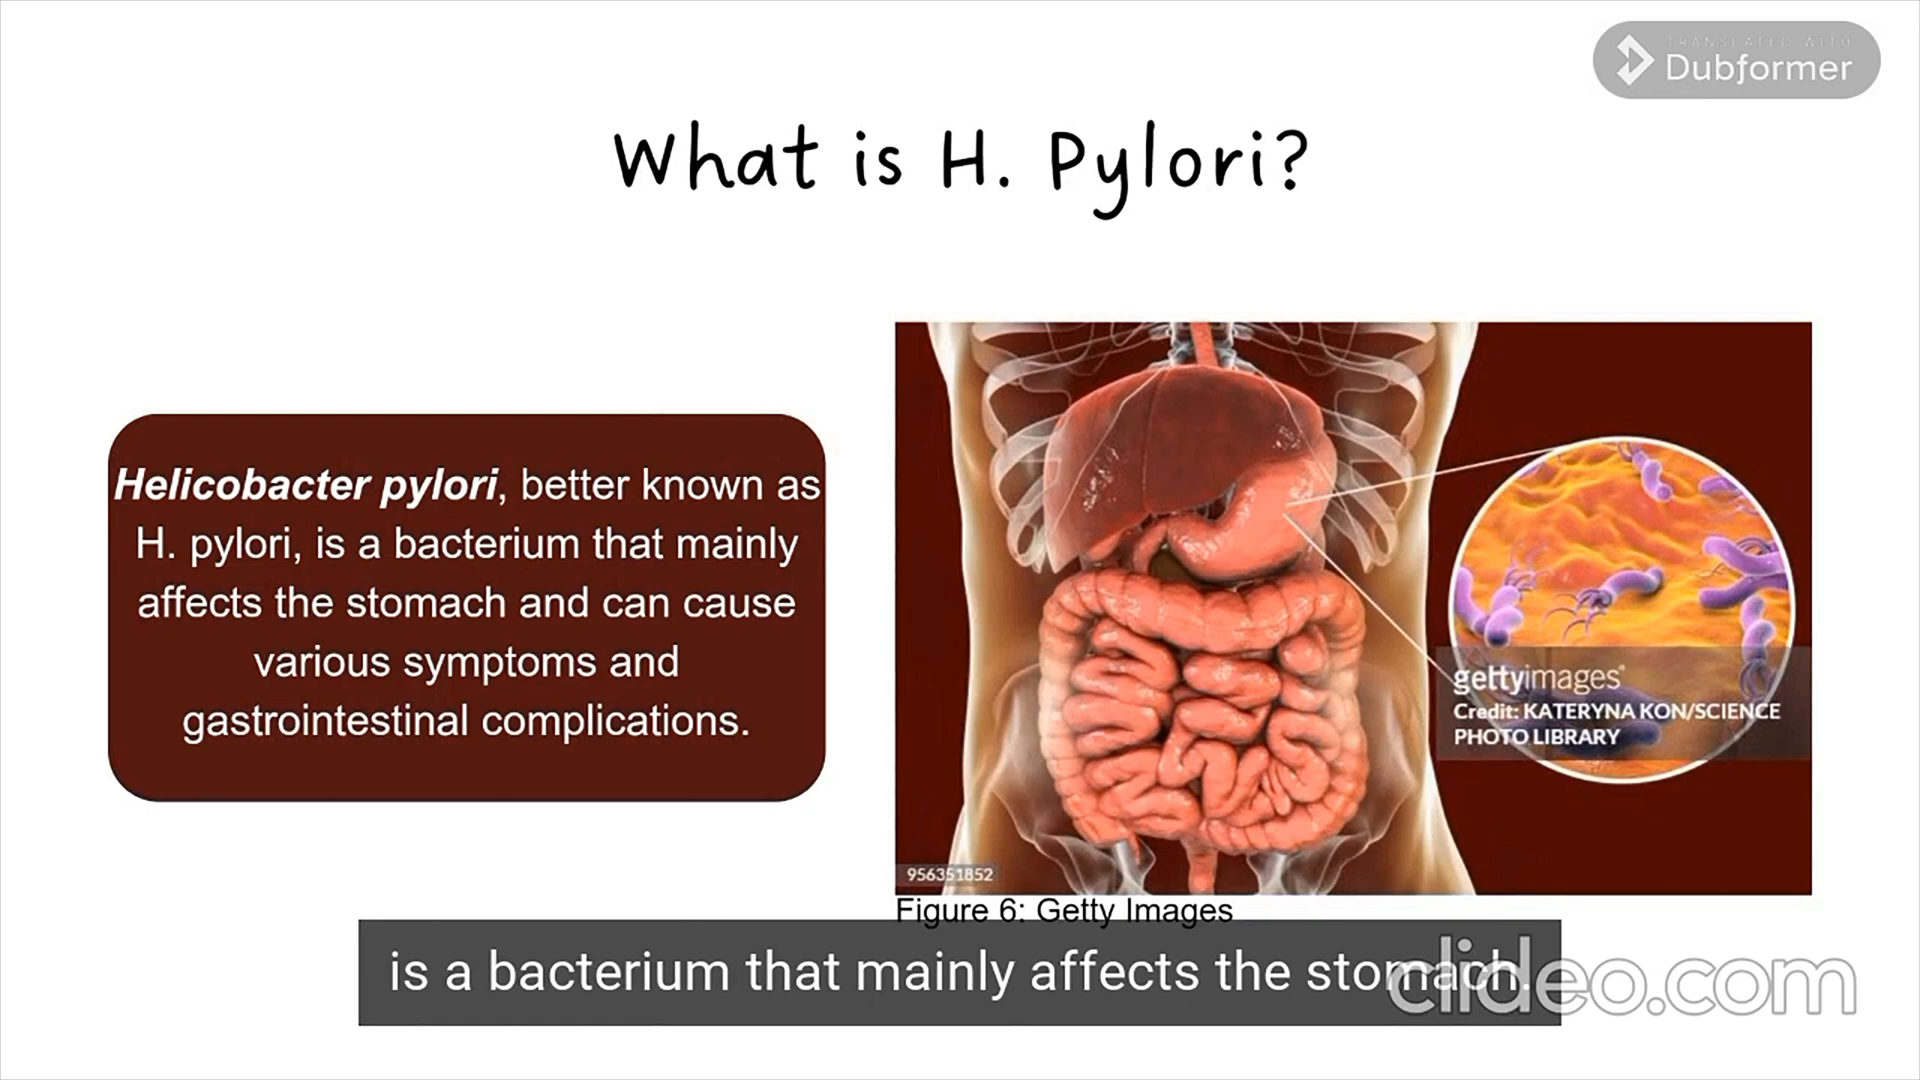 TRANSLATED WITH
Dubformer
What is H. Pylori?
Helicobacter pylori, better known as
H. pylori, is a bacterium that mainly
affects the stomach and can cause
various symptoms and
gastrointestinal complications.
gettyimages®
Credit: KATERYNA KON/SCIENCE
PHOTO LIBRARY
956351852
Figure 6: Getty Images
is a bacterium that mainly affects the stomach.
clideo.com